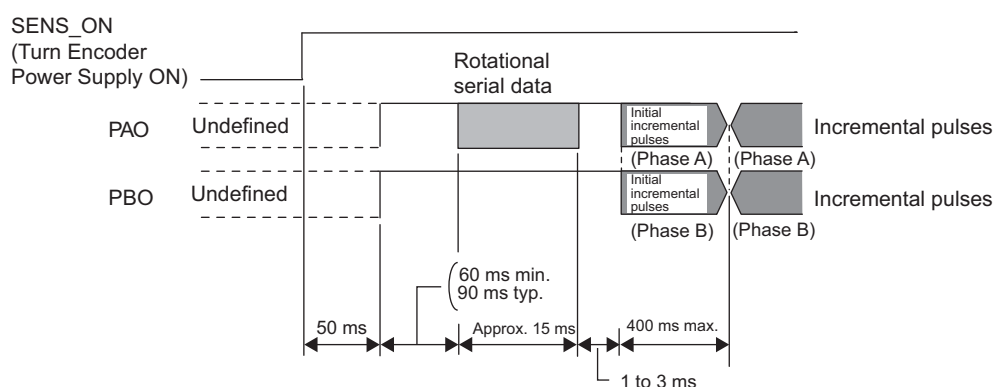 SENS_ON
(Turn Encoder
Power Supply ON)
Rotational
serial data
PAO
Undefined
Initial
incremental
pulses
(Phase A)
(Phase A)
Incremental pulses
PBO
Undefined
Initial
incremental
pulses
(Phase B)
(Phase B)
Incremental pulses
60 ms min.
90 ms typ.
50 ms
Approx. 15 ms
400 ms max.
1 to 3 ms